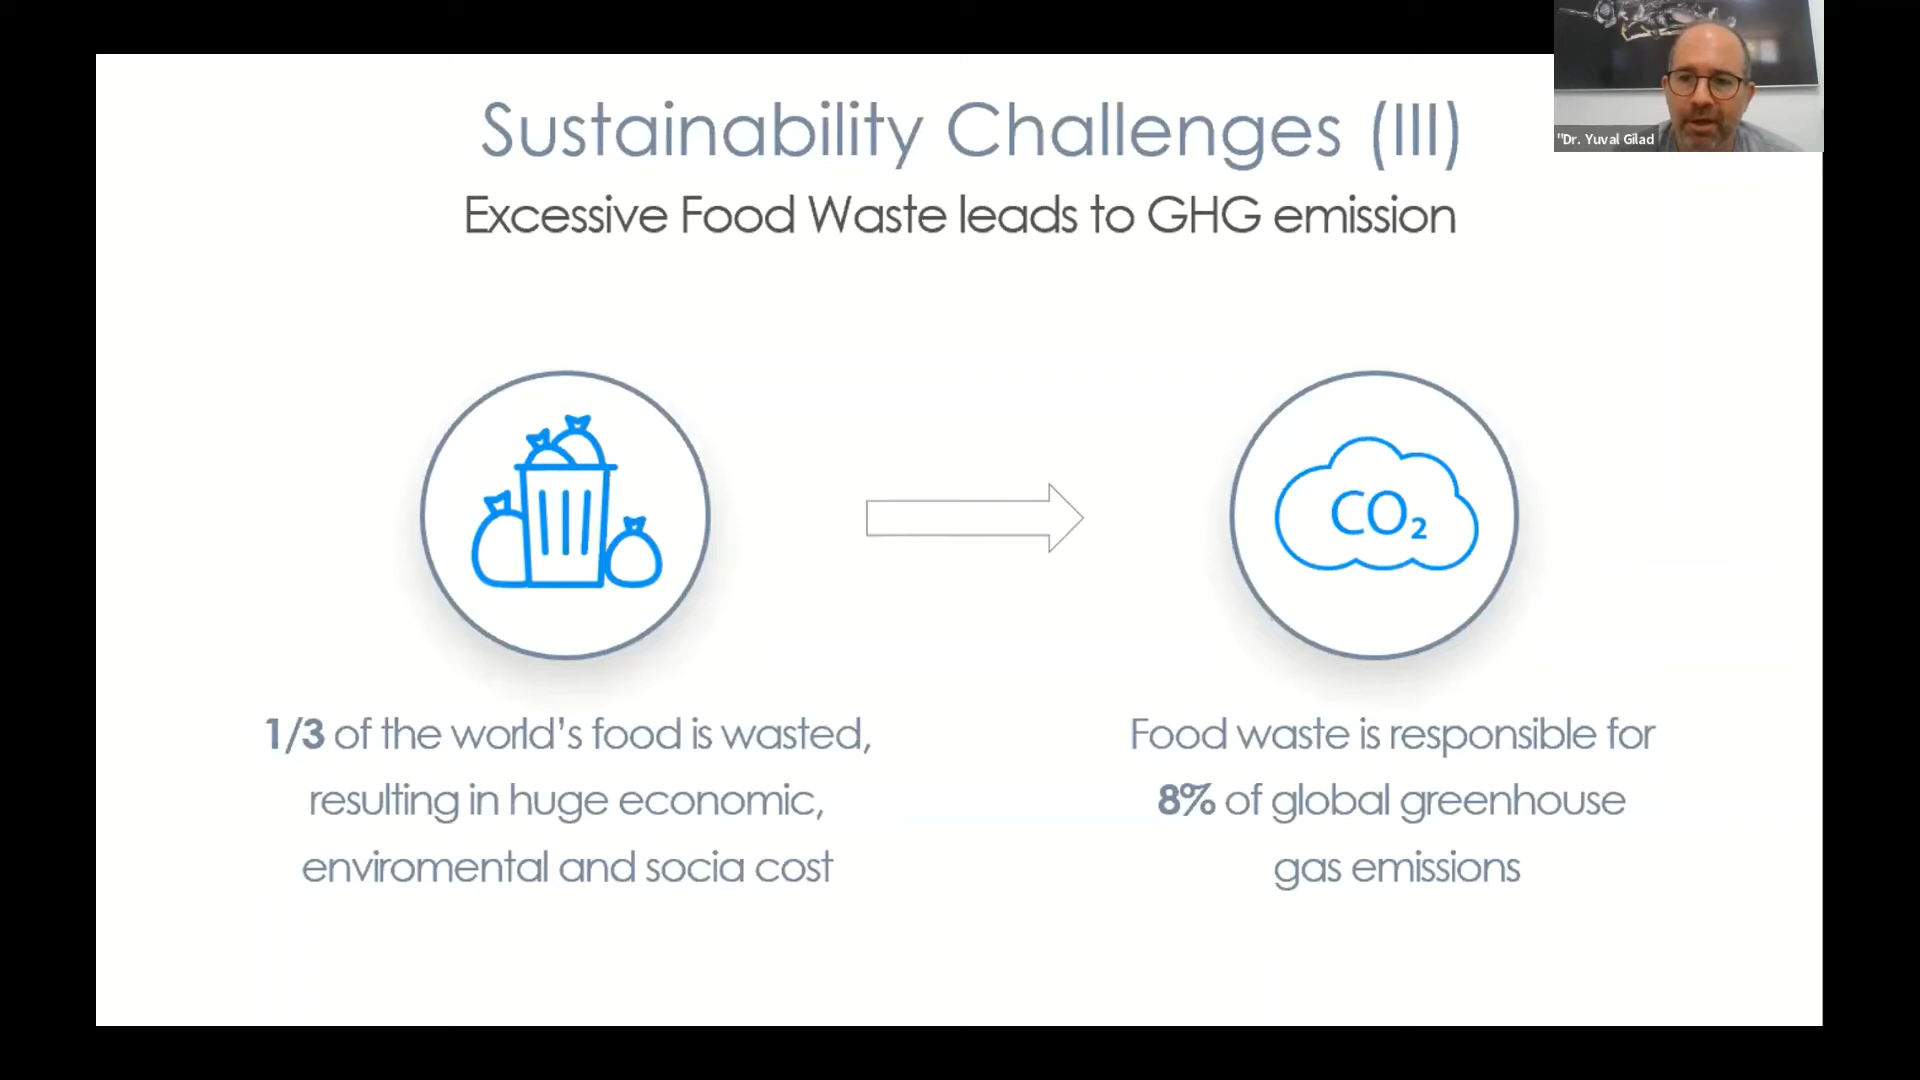 Sustainability Challenges (III)
"Dr. Yuval Gilad
Excessive Food Waste leads to GHG emission
CO₂
1/3 of the world's food is wasted,
resulting in huge economic,
enviromental and socia cost
Food waste is responsible for
8% of global greenhouse
gas emissions